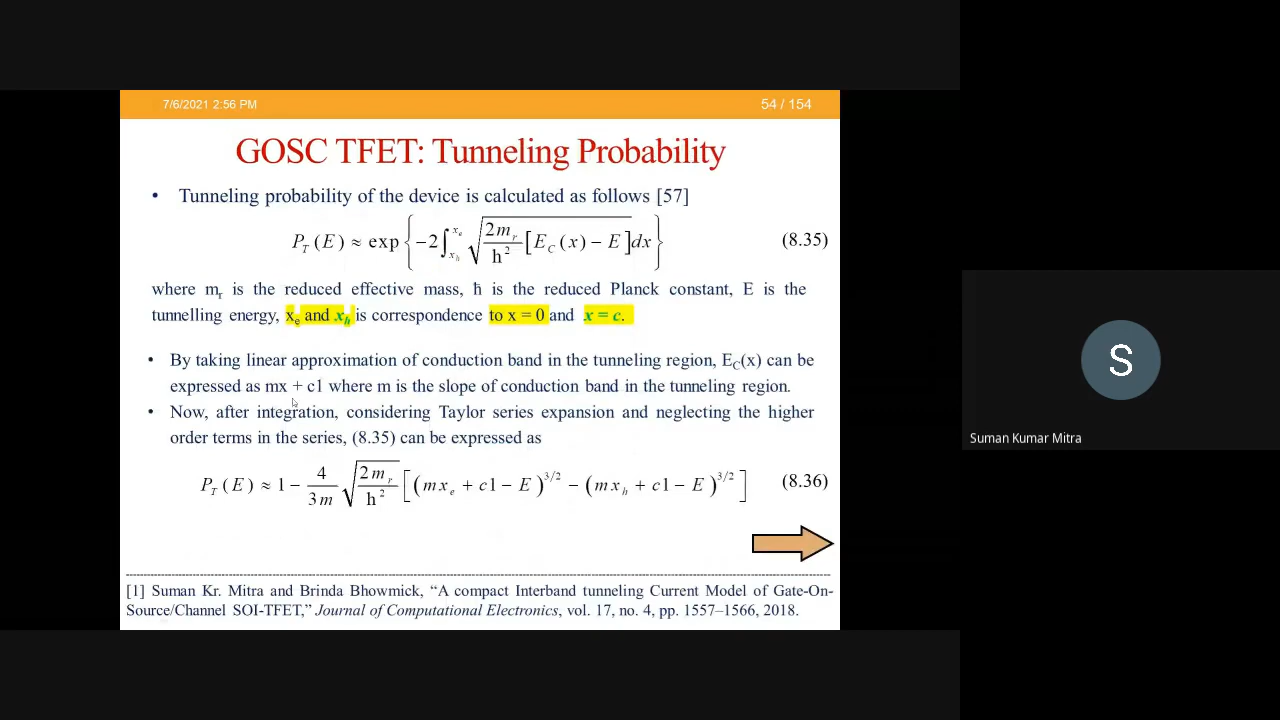 7/6/2021 2:56 PM
54 / 154
GOSC TFET: Tunneling Probability
• Tunneling probability of the device is calculated as follows [57]
P_T (E) ≈ exp { −2 ∫_{x_h}^{x_e} √(2m_r / h²) [E_C (x) − E] dx } (8.35)
where m_r is the reduced effective mass, ħ is the reduced Planck constant, E is the
tunnelling energy, x_e and x_h is correspondence to x = 0 and x = c.
• By taking linear approximation of conduction band in the tunneling region, E_C(x) can be
expressed as mx + c1 where m is the slope of conduction band in the tunneling region.
• Now, after integration, considering Taylor series expansion and neglecting the higher
order terms in the series, (8.35) can be expressed as
P_T (E) ≈ 1 − 4/3m √(2m_r / h²) [ (mx_e + c1 − E)^{3/2} − (mx_h + c1 − E)^{3/2} ] (8.36)
[1] Suman Kr. Mitra and Brinda Bhowmick, “A compact Interband tunneling Current Model of Gate-On-
Source/Channel SOI-TFET,” Journal of Computational Electronics, vol. 17, no. 4, pp. 1557–1566, 2018.
S
Suman Kumar Mitra